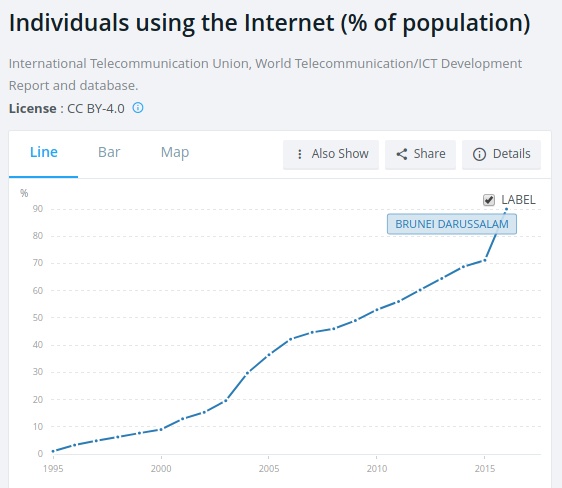 Individuals using the Internet (% of population)
International Telecommunication Union, World Telecommunication/ICT Development
Report and database.
License : CC BY-4.0
Line Bar Map Also Show Share Details
%
LABEL
90
BRUNEI DARUSSALAM
80
70
60
50
40
30
20
10
0
1995 2000 2005 2010 2015